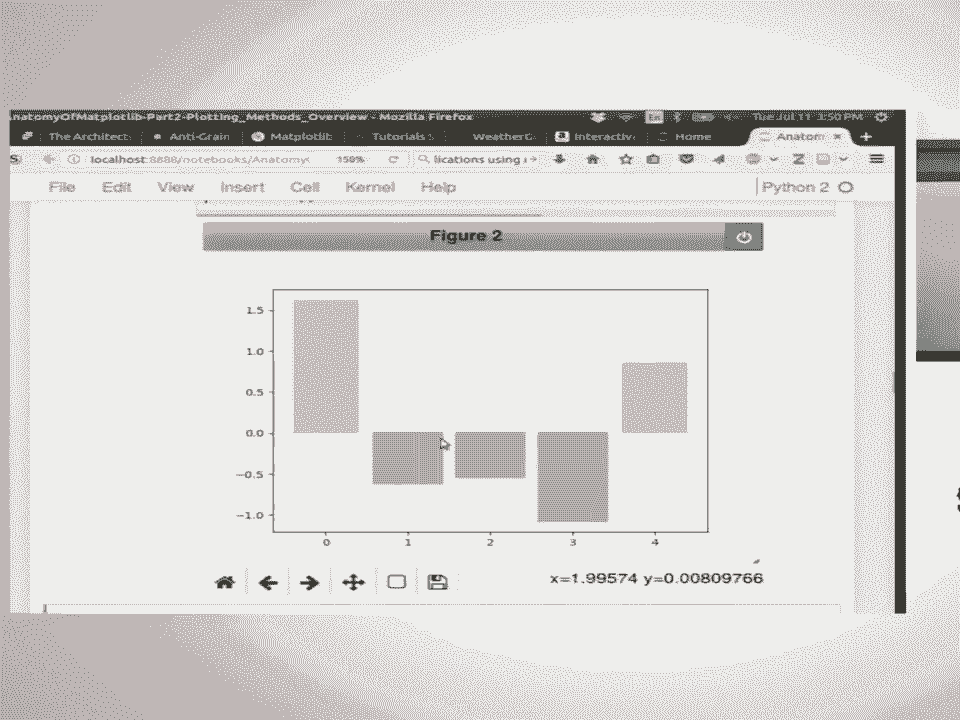 AnatomyOfMatplotlib-Part2-Plotting_Methods_Overview - Mozilla Firefox En Tue Jul 11 3:50 PM
The Architect Anti-Grain Matplotlib Tutorials WeatherG Interactiv Home Anatom
localhost:8888/notebooks/Anatomy 150% lications using
File Edit View Insert Cell Kernel Help Python 2
Figure 2
1.5
1.0
0.5
0.0
−0.5
−1.0
0 1 2 3 4
x=1.99574 y=0.00809766